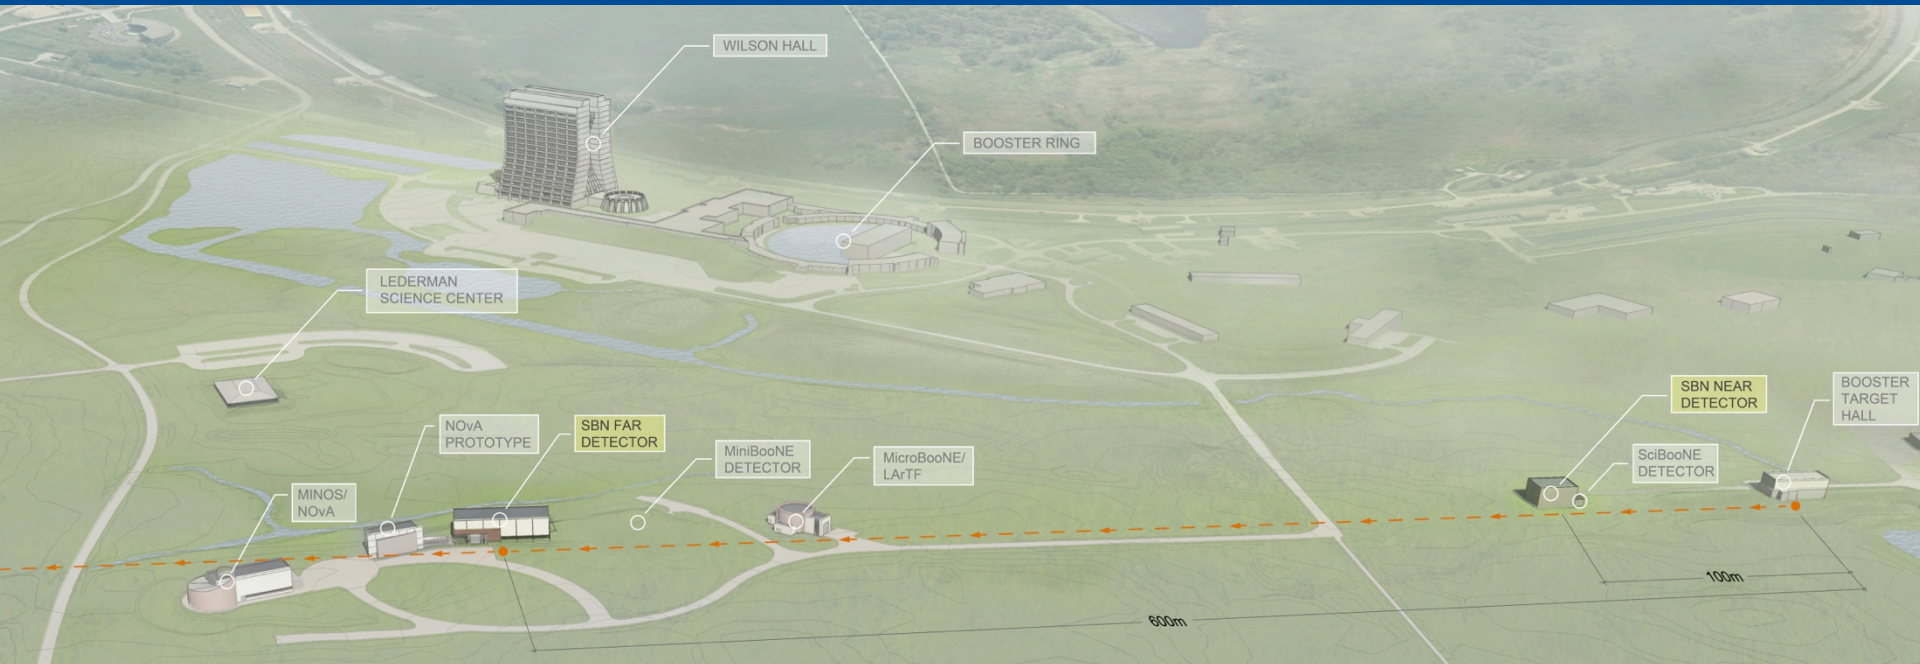 WILSON HALL
BOOSTER RING
LEDERMAN
SCIENCE CENTER
SBN NEAR
DETECTOR
BOOSTER
TARGET
HALL
NOvA
PROTOTYPE
SBN FAR
DETECTOR
MiniBooNE
DETECTOR
MicroBooNE/
LArTF
SciBooNE
DETECTOR
MINOS/
NOvA
100m
600m